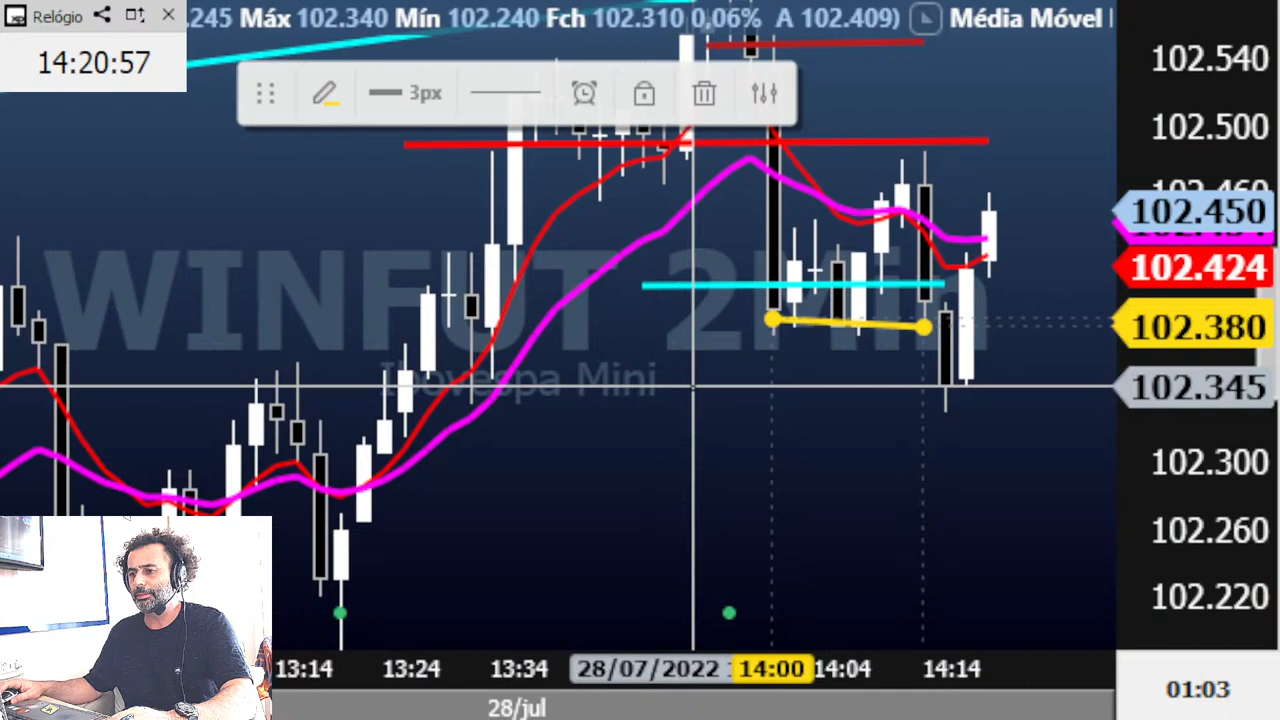 Relógio
.245 Máx 102.340 Mín 102.240 Fch 102.310 0,06% A 102.409) Média Móvel
14:20:57
3px
WINFUT 2Min
Ibovespa Mini
102.540
102.500
102.460
102.450
102.424
102.380
102.345
102.300
102.260
102.220
13:14 13:24 13:34 28/07/2022 14:00 14:04 14:14
28/jul
01:03